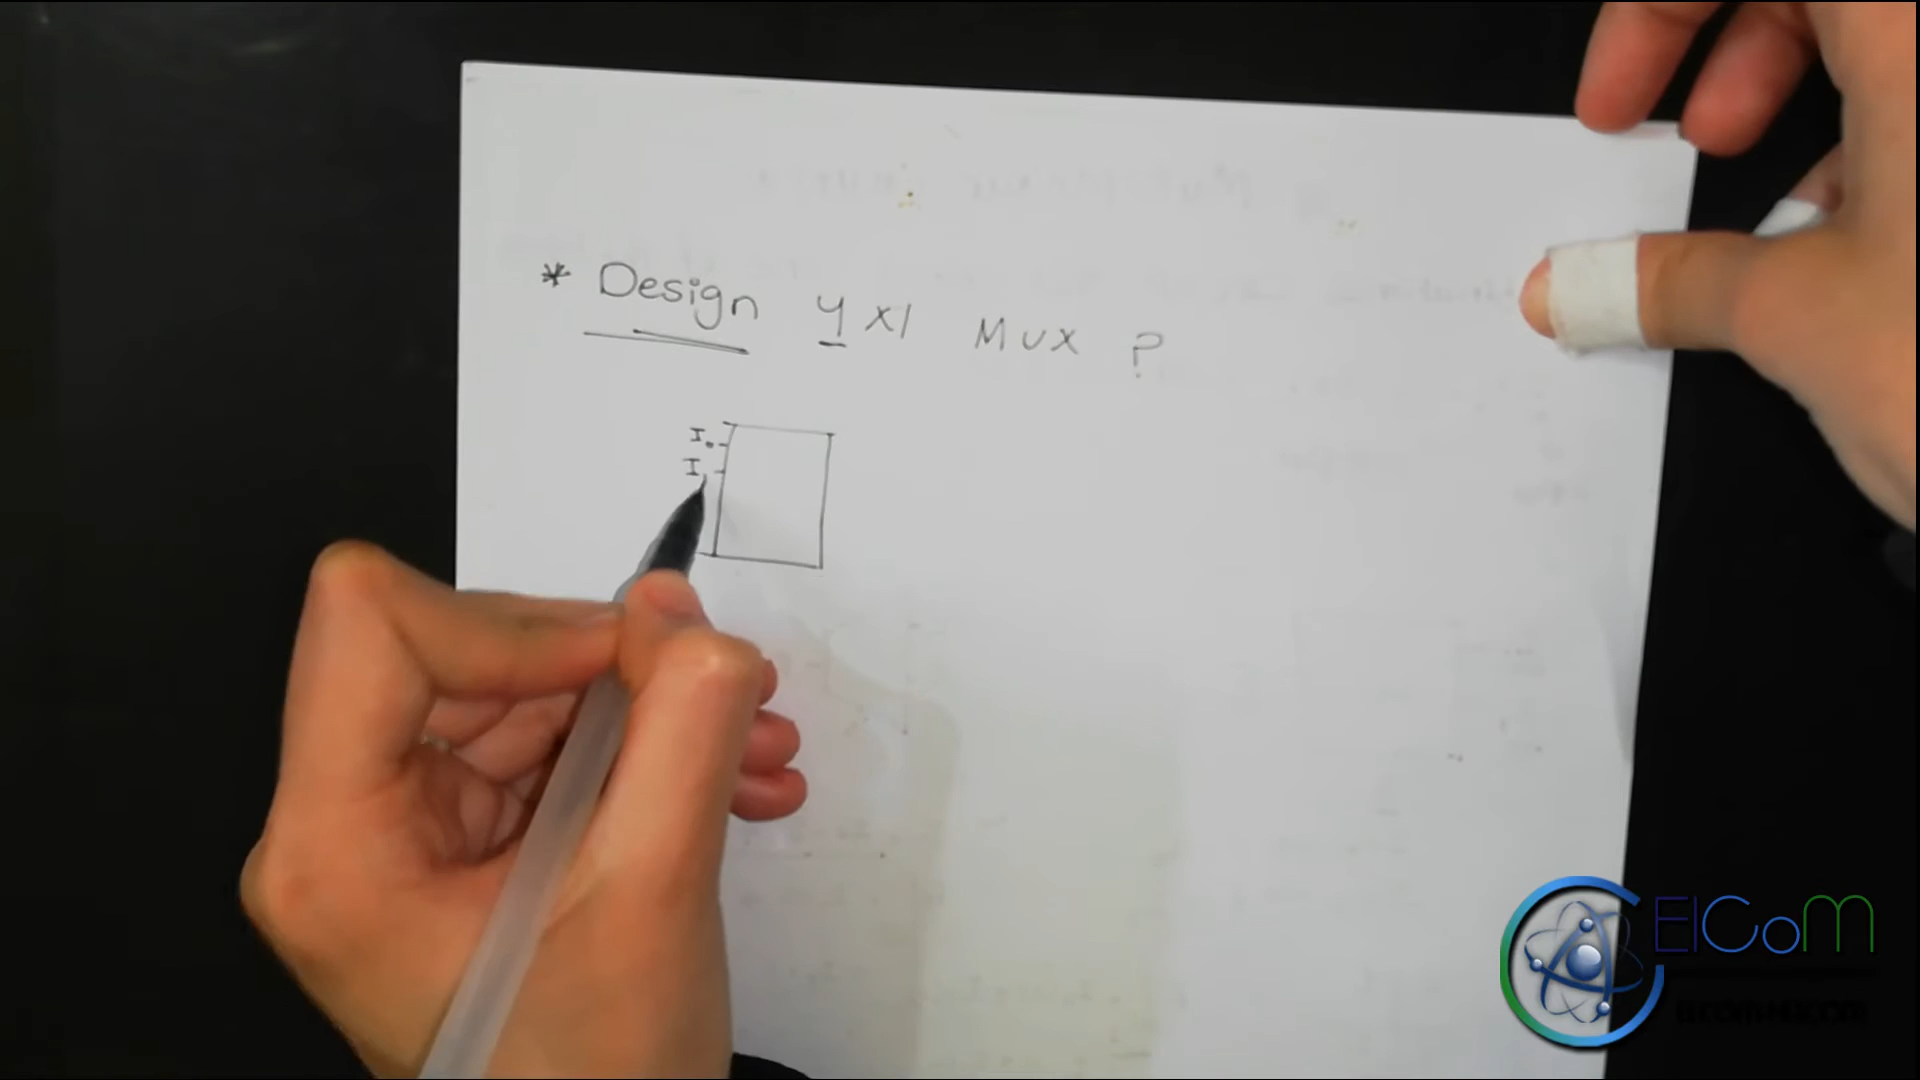 * Design 4x1 MUX ?
I₀
I₁
ElCoM